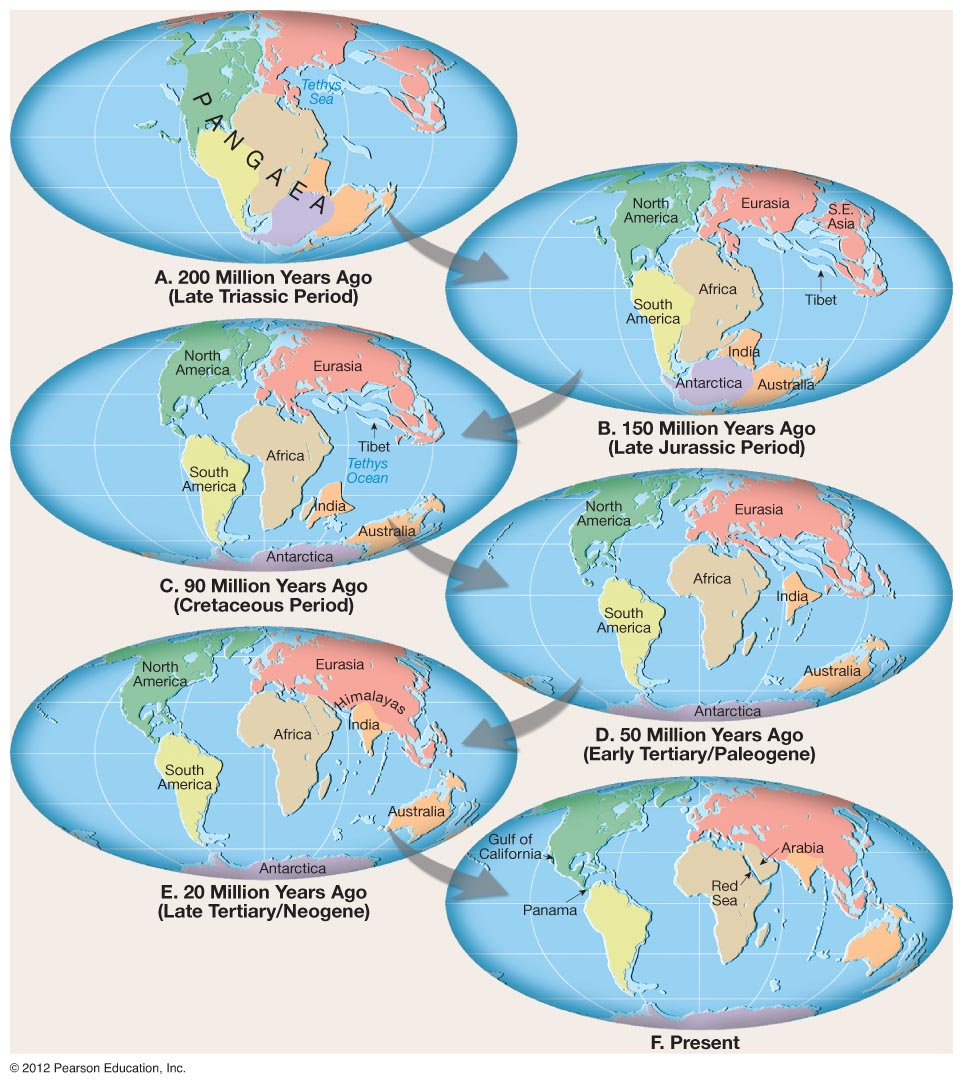 Tethys
Sea
PANGAEA
A. 200 Million Years Ago
(Late Triassic Period)
North
America
Eurasia
S.E.
Asia
Africa
Tibet
South
America
India
Antarctica
Australia
B. 150 Million Years Ago
(Late Jurassic Period)
North
America
Eurasia
Tibet
Africa
Tethys
Ocean
South
America
India
Australia
Antarctica
C. 90 Million Years Ago
(Cretaceous Period)
North
America
Eurasia
Africa
India
South
America
Australia
Antarctica
D. 50 Million Years Ago
(Early Tertiary/Paleogene)
North
America
Eurasia
Himalayas
India
Africa
South
America
Australia
Antarctica
E. 20 Million Years Ago
(Late Tertiary/Neogene)
Gulf of
California
Arabia
Red
Sea
Panama
F. Present
© 2012 Pearson Education, Inc.